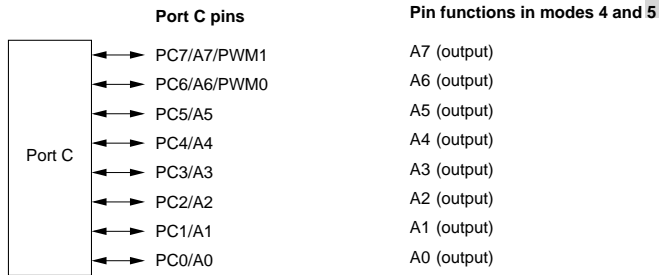 Port C pins Pin functions in modes 4 and 5
PC7/A7/PWM1 A7 (output)
PC6/A6/PWM0 A6 (output)
PC5/A5 A5 (output)
PC4/A4 A4 (output)
Port C
PC3/A3 A3 (output)
PC2/A2 A2 (output)
PC1/A1 A1 (output)
PC0/A0 A0 (output)